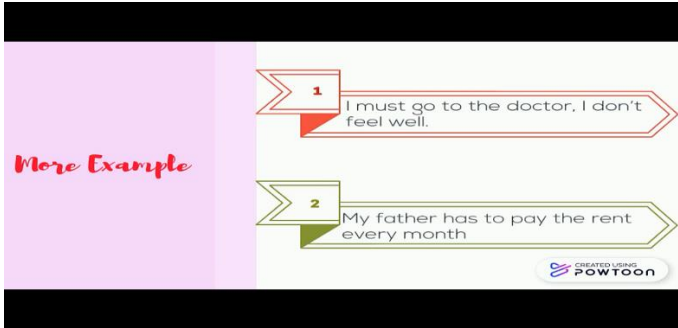 More Example
1
I must go to the doctor, I don't
feel well.
2
My father has to pay the rent
every month
CREATED USING
POWTOON